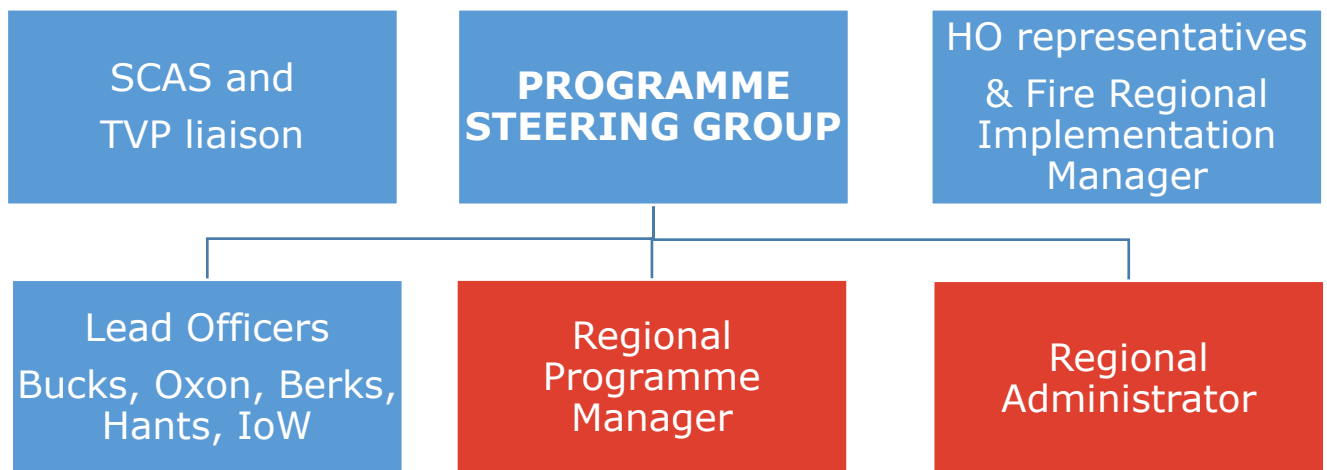 SCAS and
TVP liaison
PROGRAMME
STEERING GROUP
HO representatives
& Fire Regional
Implementation
Manager
Lead Officers
Bucks, Oxon, Berks,
Hants, IoW
Regional
Programme
Manager
Regional
Administrator